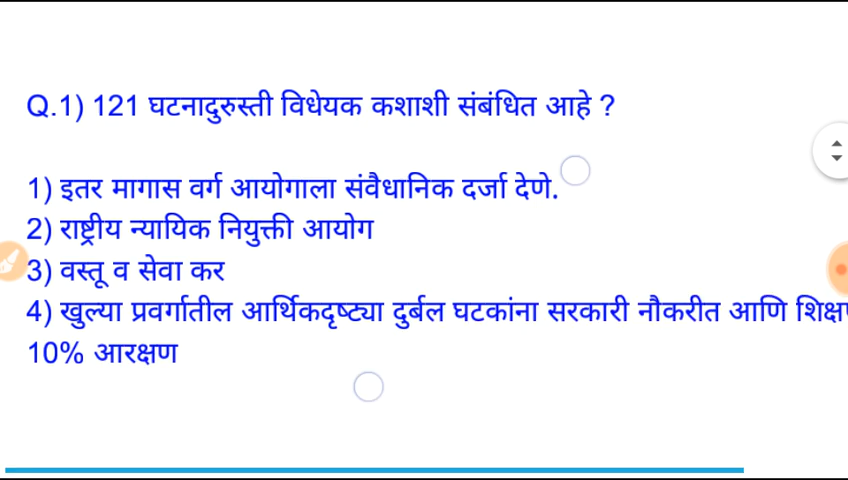 Q.1) 121 घटनादुरुस्ती विधेयक कशाशी संबंधित आहे ?
1) इतर मागास वर्ग आयोगाला संवैधानिक दर्जा देणे.
2) राष्ट्रीय न्यायिक नियुक्ती आयोग
3) वस्तू व सेवा कर
4) खुल्या प्रवर्गातील आर्थिकदृष्ट्या दुर्बल घटकांना सरकारी नौकरीत आणि
10% आरक्षण